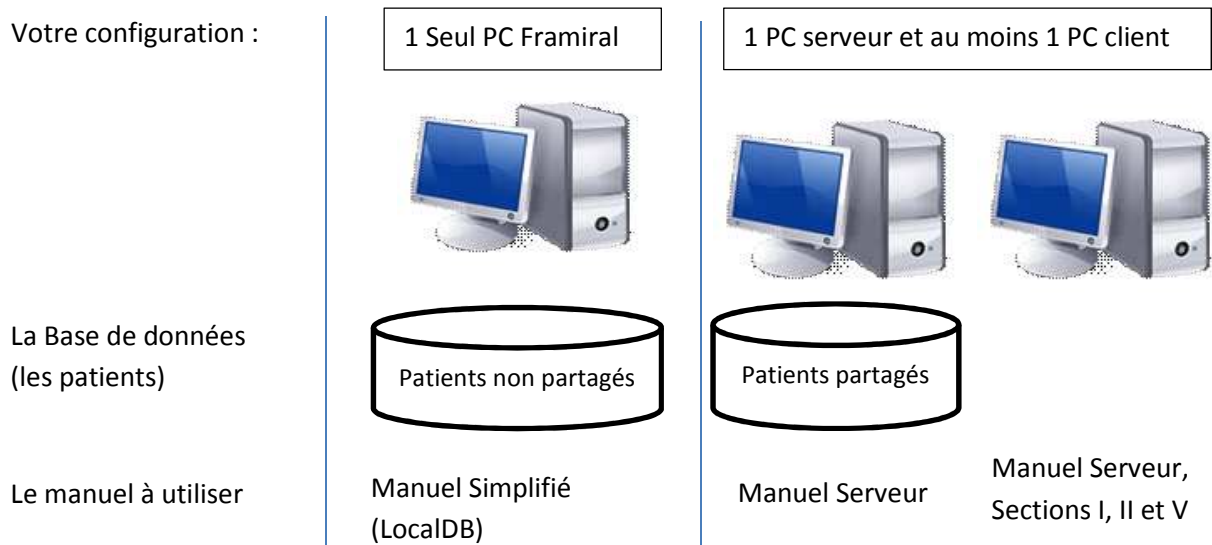 Votre configuration :
1 Seul PC Framiral
1 PC serveur et au moins 1 PC client
La Base de données
(les patients)
Patients non partagés
Patients partagés
Le manuel à utiliser
Manuel Simplifié
(LocalDB)
Manuel Serveur
Manuel Serveur,
Sections I, II et V